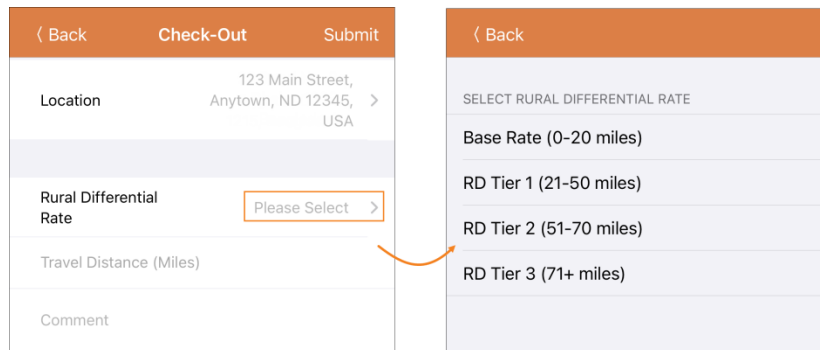 〈 Back Check-Out Submit
Location
123 Main Street,
Anytown, ND 12345,
USA
Rural Differential
Rate
Please Select
Travel Distance (Miles)
Comment
〈 Back
SELECT RURAL DIFFERENTIAL RATE
Base Rate (0-20 miles)
RD Tier 1 (21-50 miles)
RD Tier 2 (51-70 miles)
RD Tier 3 (71+ miles)